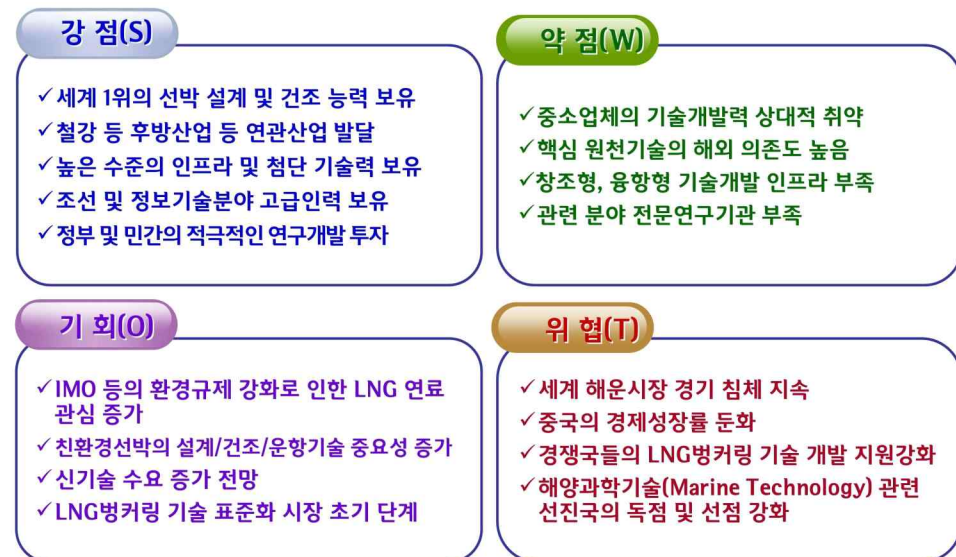 강 점(S)
✓세계 1위의 선박 설계 및 건조 능력 보유
✓철강 등 후방산업 등 연관산업 발달
✓높은 수준의 인프라 및 첨단 기술력 보유
✓조선 및 정보기술분야 고급인력 보유
✓정부 및 민간의 적극적인 연구개발 투자
약 점(W)
✓중소업체의 기술개발력 상대적 취약
✓핵심 원천기술의 해외 의존도 높음
✓창조형, 융항형 기술개발 인프라 부족
✓관련 분야 전문연구기관 부족
기 회(O)
✓IMO 등의 환경규제 강화로 인한 LNG 연료
관심 증가
✓친환경선박의 설계/건조/운항기술 중요성 증가
✓신기술 수요 증가 전망
✓LNG벙커링 기술 표준화 시장 초기 단계
위 협(T)
✓세계 해운시장 경기 침체 지속
✓중국의 경제성장률 둔화
✓경쟁국들의 LNG벙커링 기술 개발 지원강화
✓해양과학기술(Marine Technology) 관련
선진국의 독점 및 선점 강화